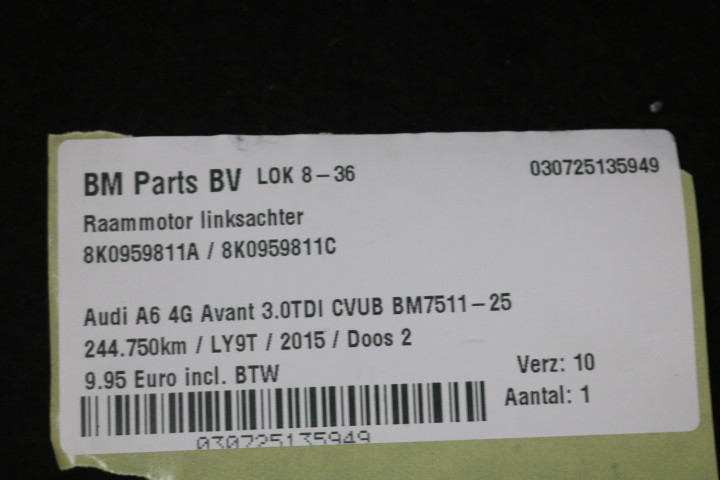 BM Parts BV LOK 8-36 030725135949
Raammotor linksachter
8K0959811A / 8K0959811C
Audi A6 4G Avant 3.0TDI CVUB BM7511-25
244.750km / LY9T / 2015 / Doos 2
9.95 Euro incl. BTW Verz: 10
Aantal: 1
030725135949